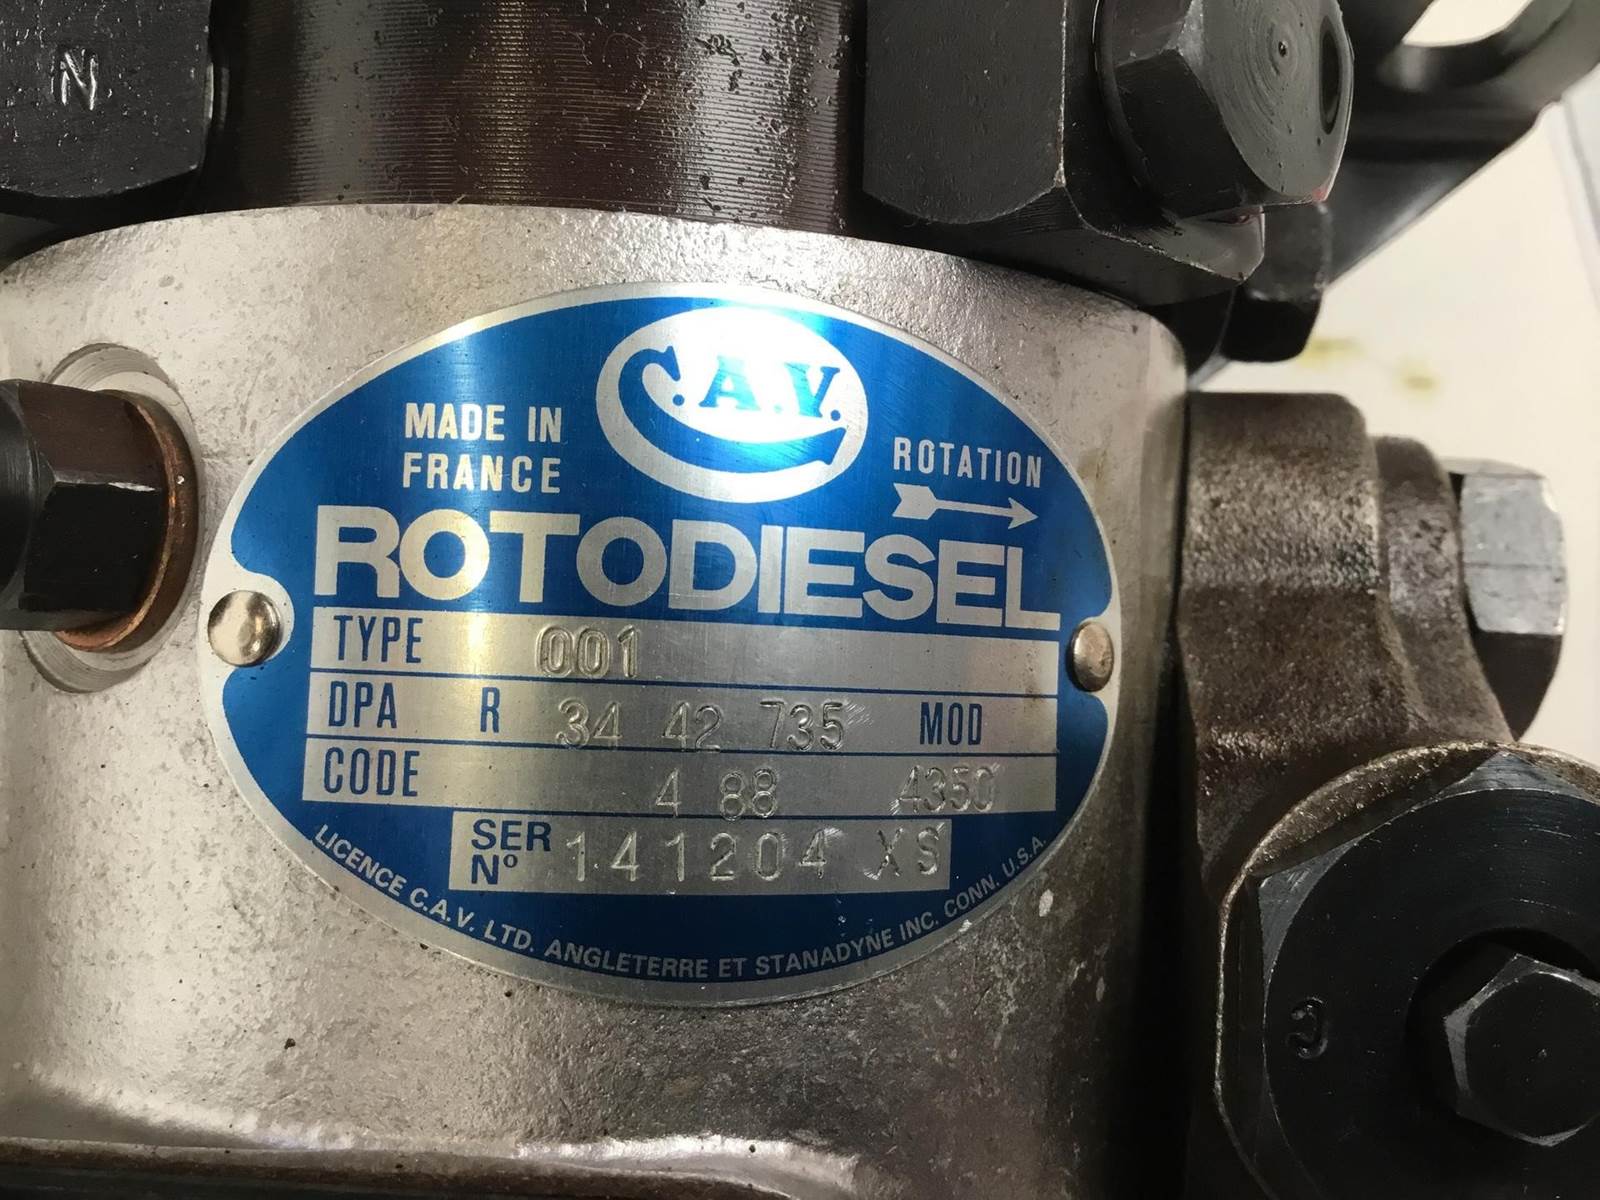 N
C.A.V.
MADE IN
FRANCE
ROTATION
ROTODIESEL
TYPE 001
DPA R 34 42 735 MOD
CODE 4 88 4350
SER
Nº 141204 XS
LICENCE C.A.V. LTD. ANGLETERRE ET STANADYNE INC. CONN. U.S.A.